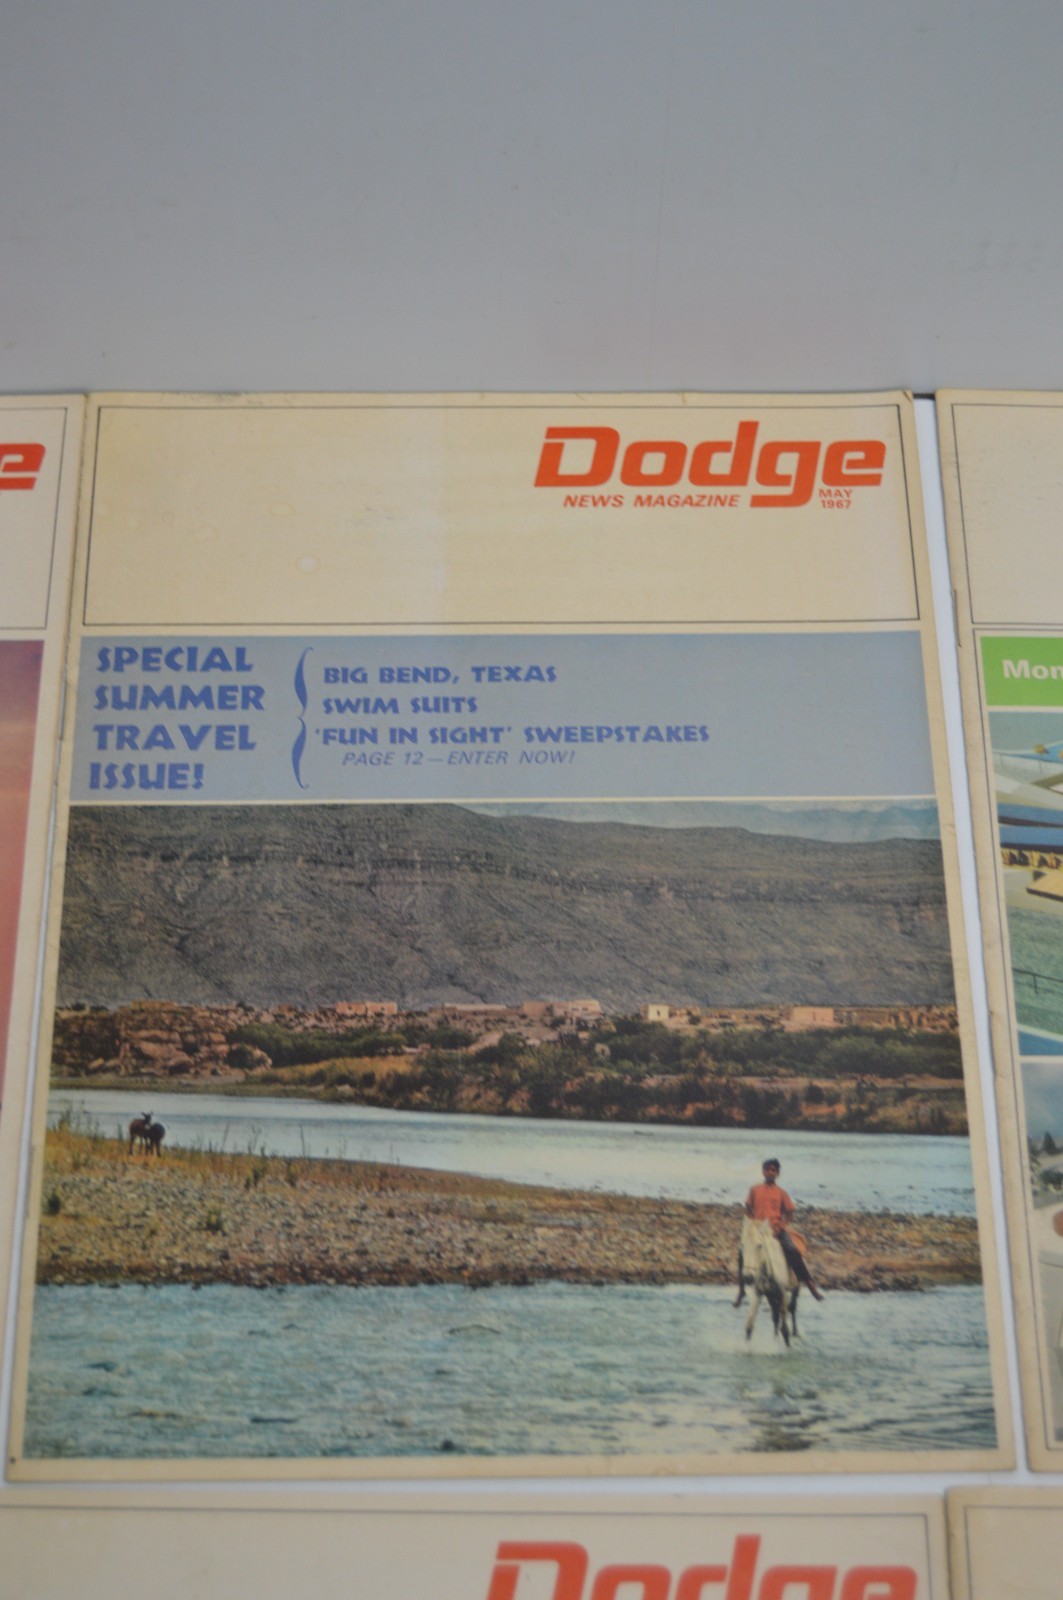 e
Dodge
NEWS MAGAZINE
MAY
1967
SPECIAL
SUMMER
TRAVEL
ISSUE!
BIG BEND, TEXAS
SWIM SUITS
'FUN IN SIGHT' SWEEPSTAKES
PAGE 12 — ENTER NOW!
Mon
Dodge